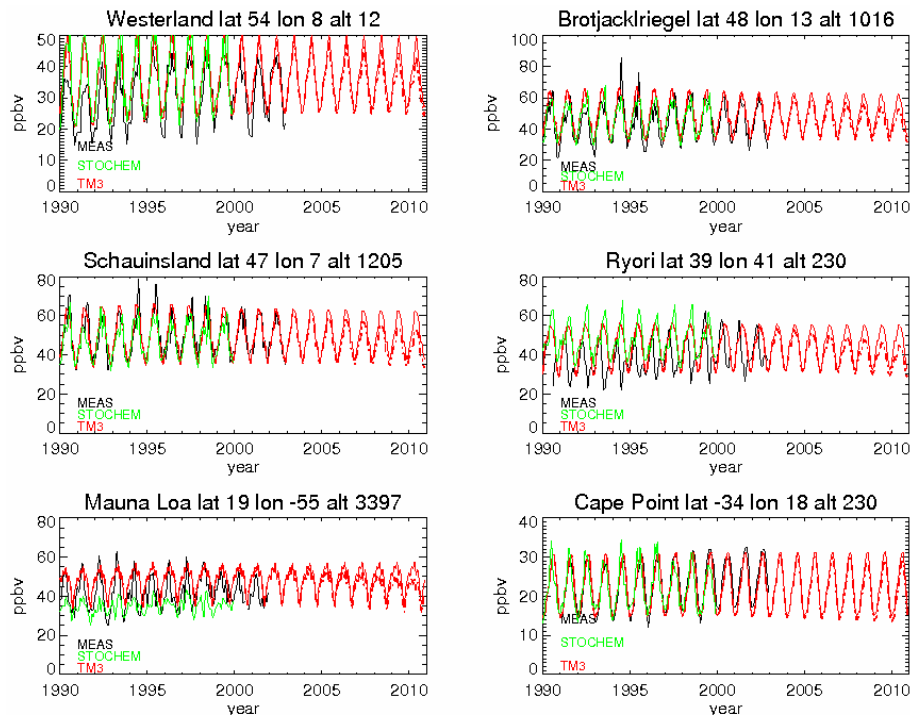 Westerland lat 54 lon 8 alt 12
ppbv
50
40
30
20
10
0
MEAS
STOCHEM
TM3
1990 1995 2000 2005 2010
year
Brotjacklriegel lat 48 lon 13 alt 1016
ppbv
100
80
60
40
20
0
MEAS
STOCHEM
TM3
1990 1995 2000 2005 2010
year
Schauinsland lat 47 lon 7 alt 1205
ppbv
80
60
40
20
0
MEAS
STOCHEM
TM3
1990 1995 2000 2005 2010
year
Ryori lat 39 lon 41 alt 230
ppbv
80
60
40
20
0
MEAS
STOCHEM
TM3
1990 1995 2000 2005 2010
year
Mauna Loa lat 19 lon -55 alt 3397
ppbv
80
60
40
20
0
MEAS
STOCHEM
TM3
1990 1995 2000 2005 2010
year
Cape Point lat -34 lon 18 alt 230
ppbv
40
30
20
10
0
MEAS
STOCHEM
TM3
1990 1995 2000 2005 2010
year